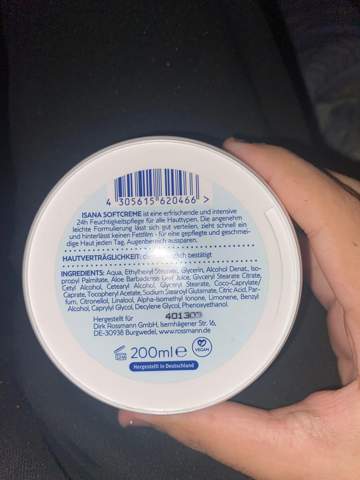 4 305615 620466 >
ISANA SOFTCREME ist eine erfrischende und intensive
24h Feuchtigkeitspflege für alle Hauttypen. Die angenehm
leichte Formulierung lässt sich gut verteilen, zieht schnell ein
und hinterlässt keinen Fettfilm - für eine gepflegte und geschmei-
dige Haut jeden Tag. Augenbereich aussparen.
HAUTVERTRÄGLICHKEIT: bestätigt
INGREDIENTS: Aqua, Ethylhexyl Stearate, Glycerin, Alcohol Denat., Iso-
propyl Palmitate, Aloe Barbadensis Leaf Juice, Glyceryl Stearate Citrate,
Cetyl Alcohol, Cetearyl Alcohol, Glyceryl Stearate, Coco-Caprylate/
Caprate, Tocopheryl Acetate, Sodium Stearoyl Glutamate, Citric Acid, Par-
fum, Citronellol, Linalool, Alpha-Isomethyl Ionone, Limonene, Benzyl
Alcohol, Caprylyl Glycol, Decylene Glycol, Phenoxyethanol.
Hergestellt für
Dirk Rossmann GmbH, Isernhägener Str. 16,
DE-30938 Burgwedel, www.rossmann.de
200ml e
VEGAN
Hergestellt in Deutschland